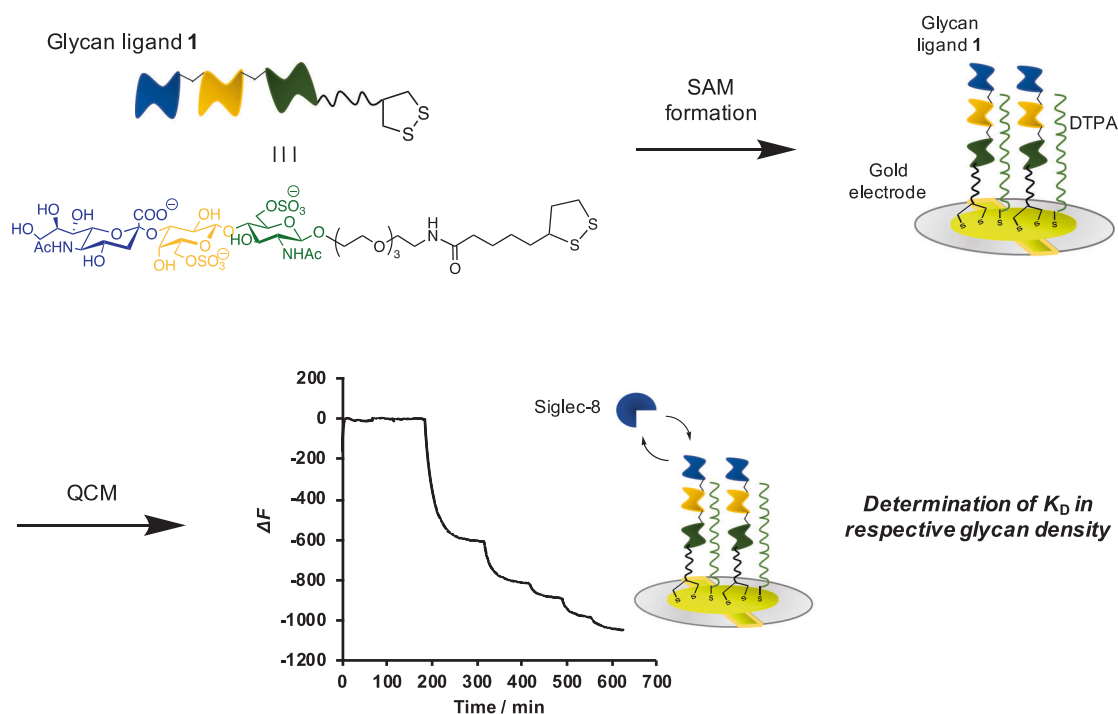 Glycan ligand 1
S
S
SAM
formation
Glycan
ligand 1
DTPA
Gold
electrode
S S S S S S
HO OH
HO
COO⊖
AcHN
HO
OH
HO
O
O
OH
O
OSO3⊖
O
HO
OSO3⊖
O
NHAc
O
O
3
H
N
O
S
S
QCM
200
0
-200
-400
-600
-800
-1000
-1200
ΔF
0 100 200 300 400 500 600 700
Time / min
Siglec-8
S S S S S S
Determination of KD in
respective glycan density